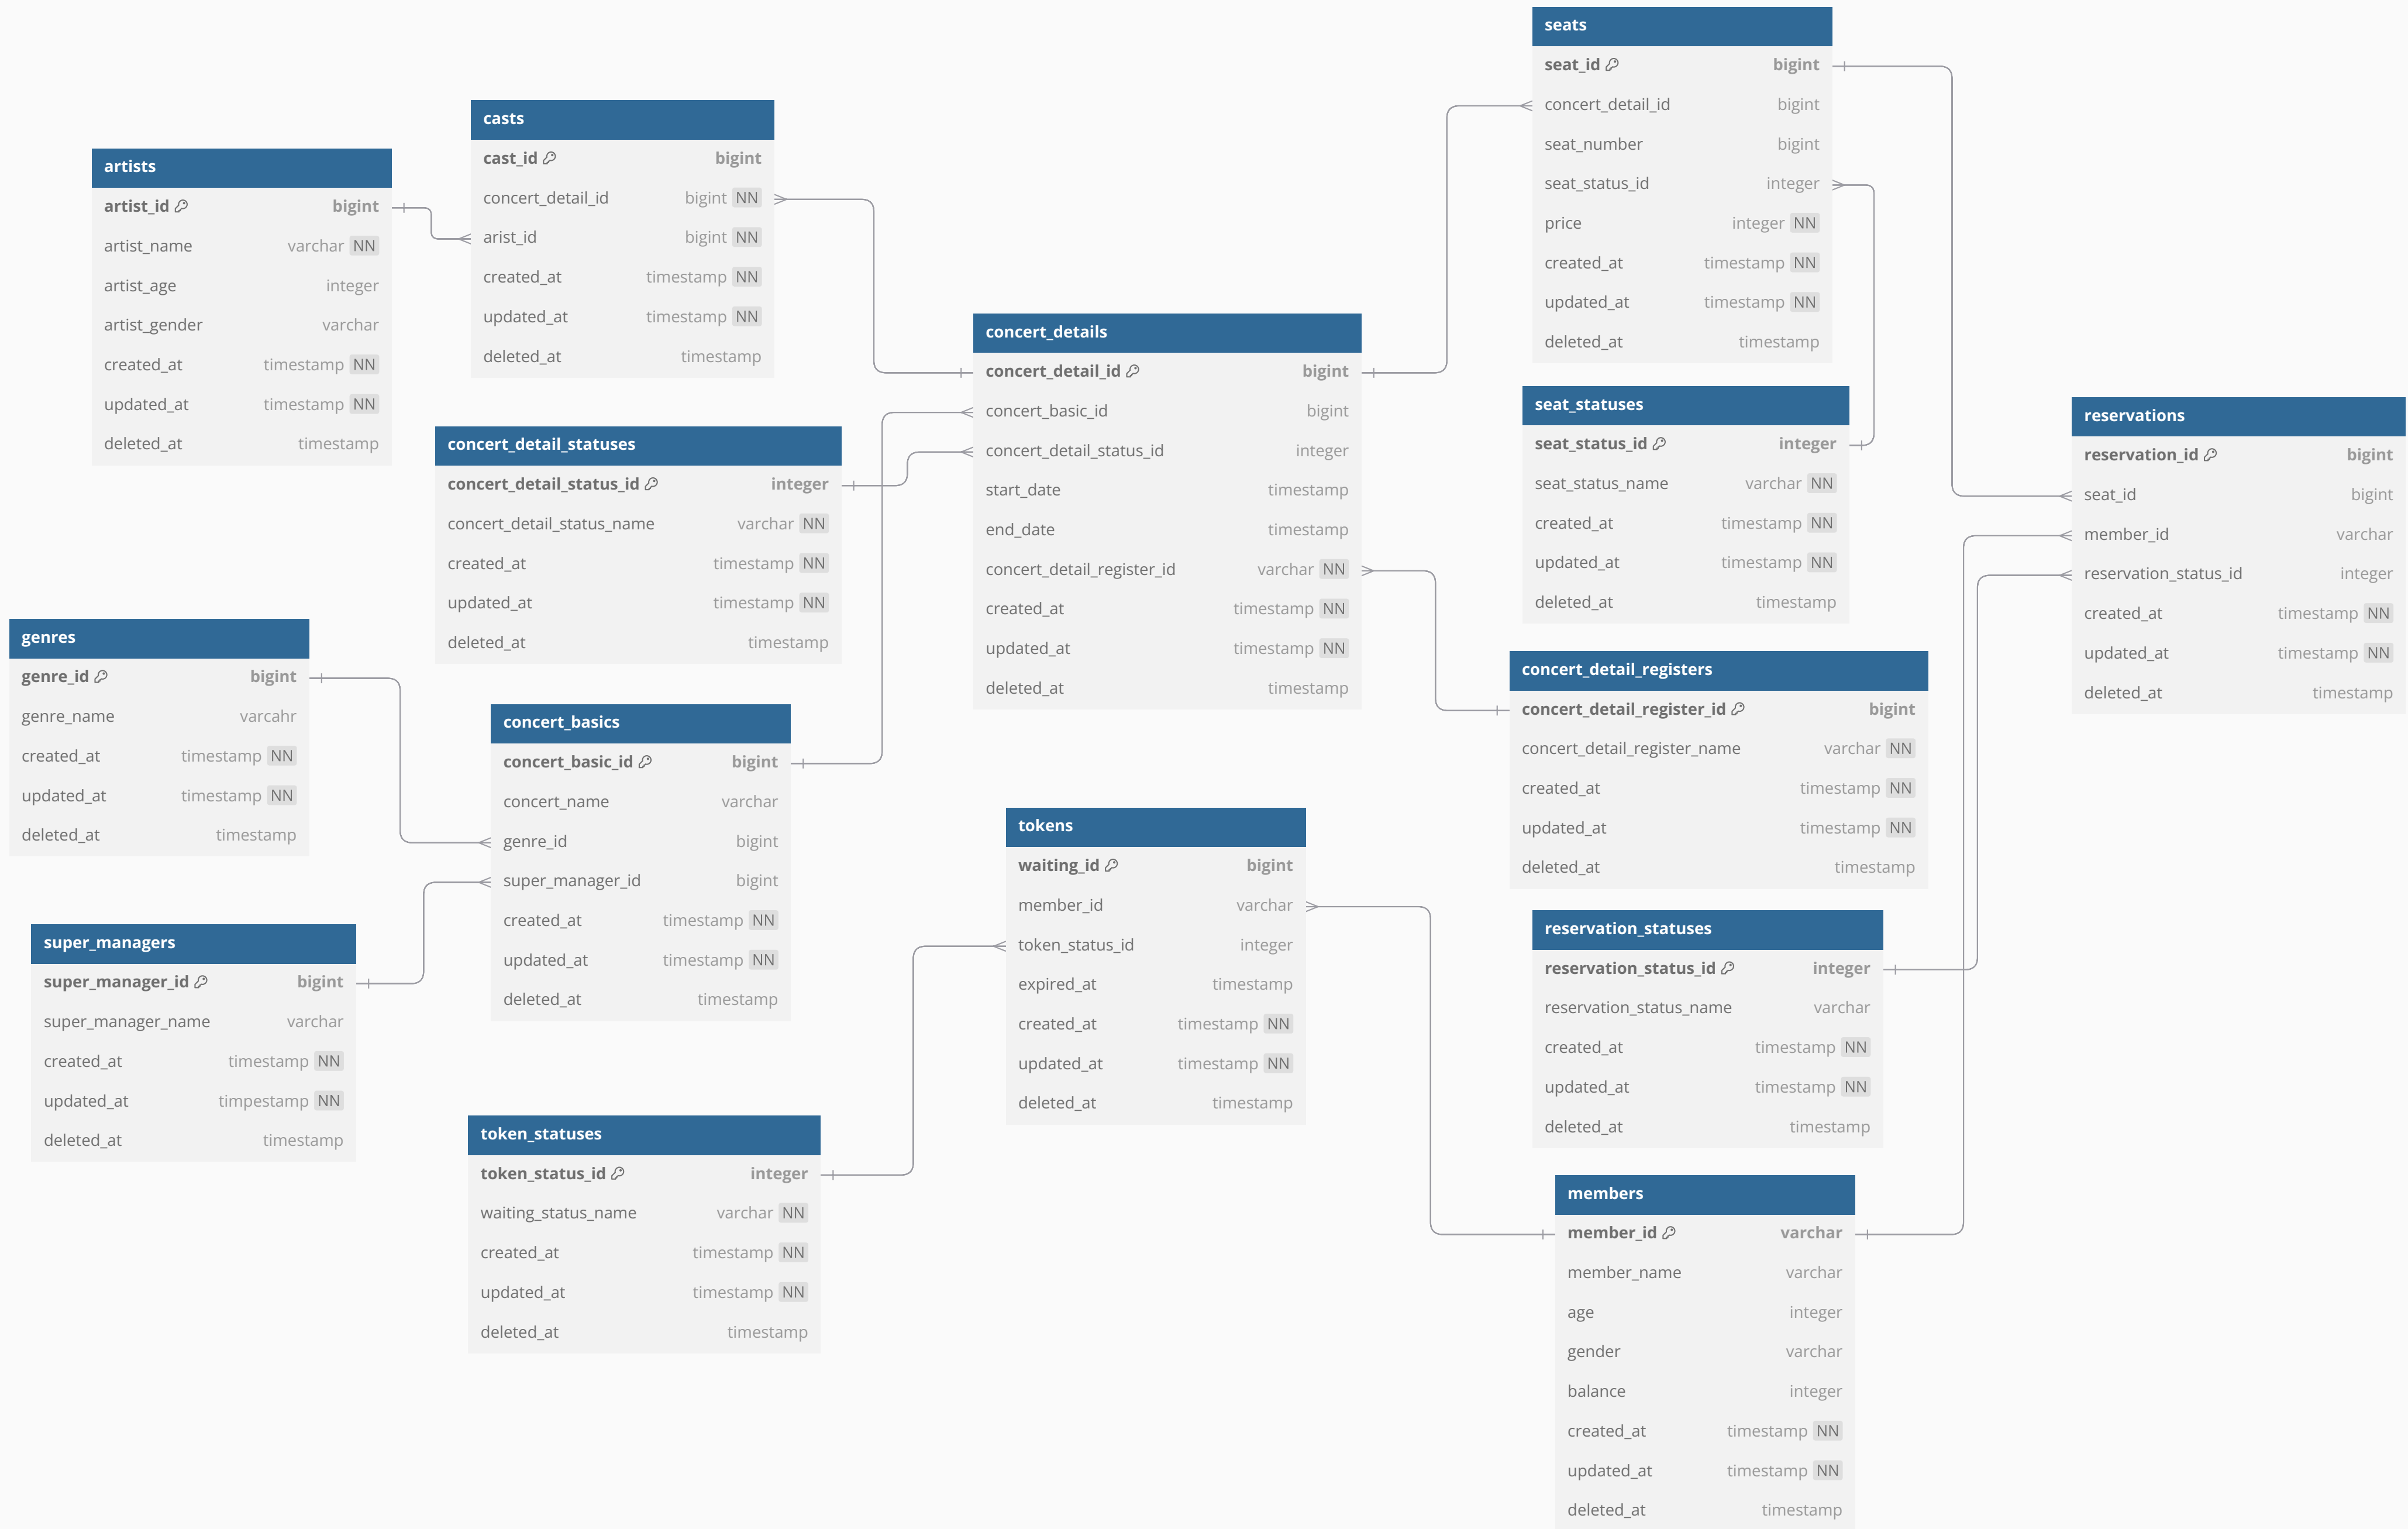 seats
seat_id bigint
concert_detail_id bigint
seat_number bigint
seat_status_id integer
price integer NN
created_at timestamp NN
updated_at timestamp NN
deleted_at timestamp
casts
cast_id bigint
concert_detail_id bigint NN
arist_id bigint NN
created_at timestamp NN
updated_at timestamp NN
deleted_at timestamp
artists
artist_id bigint
artist_name varchar NN
artist_age integer
artist_gender varchar
created_at timestamp NN
updated_at timestamp NN
deleted_at timestamp
concert_details
concert_detail_id bigint
concert_basic_id bigint
concert_detail_status_id integer
start_date timestamp
end_date timestamp
concert_detail_register_id varchar NN
created_at timestamp NN
updated_at timestamp NN
deleted_at timestamp
seat_statuses
seat_status_id integer
seat_status_name varchar NN
created_at timestamp NN
updated_at timestamp NN
deleted_at timestamp
reservations
reservation_id bigint
seat_id bigint
member_id varchar
reservation_status_id integer
created_at timestamp NN
updated_at timestamp NN
deleted_at timestamp
concert_detail_statuses
concert_detail_status_id integer
concert_detail_status_name varchar NN
created_at timestamp NN
updated_at timestamp NN
deleted_at timestamp
genres
genre_id bigint
genre_name varcahr
created_at timestamp NN
updated_at timestamp NN
deleted_at timestamp
concert_detail_registers
concert_detail_register_id bigint
concert_detail_register_name varchar NN
created_at timestamp NN
updated_at timestamp NN
deleted_at timestamp
concert_basics
concert_basic_id bigint
concert_name varchar
genre_id bigint
super_manager_id bigint
created_at timestamp NN
updated_at timestamp NN
deleted_at timestamp
tokens
waiting_id bigint
member_id varchar
token_status_id integer
expired_at timestamp
created_at timestamp NN
updated_at timestamp NN
deleted_at timestamp
super_managers
super_manager_id bigint
super_manager_name varchar
created_at timestamp NN
updated_at timpestamp NN
deleted_at timestamp
reservation_statuses
reservation_status_id integer
reservation_status_name varchar
created_at timestamp NN
updated_at timestamp NN
deleted_at timestamp
token_statuses
token_status_id integer
waiting_status_name varchar NN
created_at timestamp NN
updated_at timestamp NN
deleted_at timestamp
members
member_id varchar
member_name varchar
age integer
gender varchar
balance integer
created_at timestamp NN
updated_at timestamp NN
deleted_at timestamp